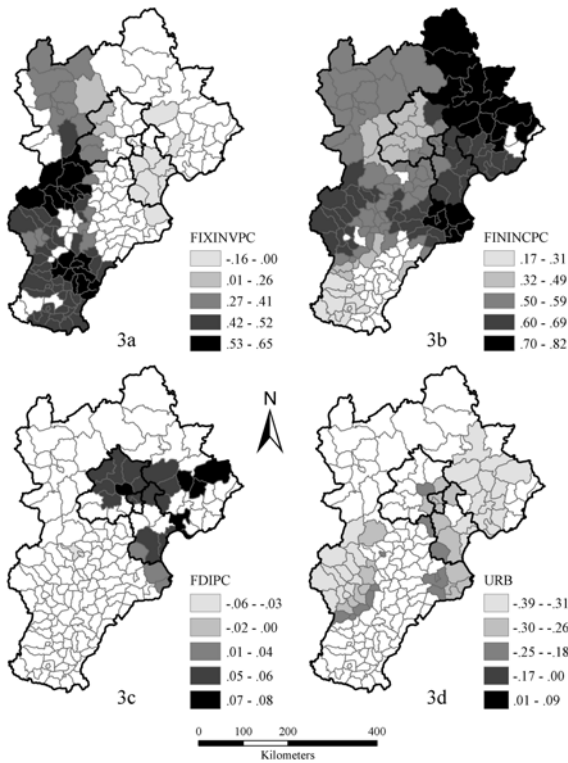 FIXINVPC
-.16 - .00
.01 - .26
.27 - .41
.42 - .52
.53 - .65
3a
FININCPC
.17 - .31
.32 - .49
.50 - .59
.60 - .69
.70 - .82
3b
N
FDIPC
-.06 - -.03
-.02 - .00
.01 - .04
.05 - .06
.07 - .08
3c
URB
-.39 - -.31
-.30 - -.26
-.25 - -.18
-.17 - .00
.01 - .09
3d
0 100 200 400
Kilometers